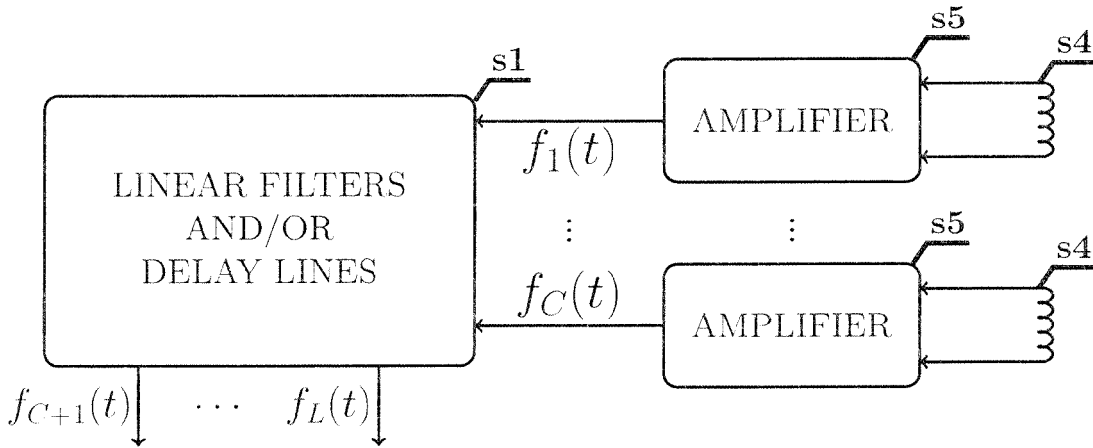 s5
s4
s1
AMPLIFIER
f_1(t)
LINEAR FILTERS
AND/OR
DELAY LINES
⋮ ⋮
s5
s4
f_C(t)
AMPLIFIER
f_{C+1}(t) ··· f_L(t)